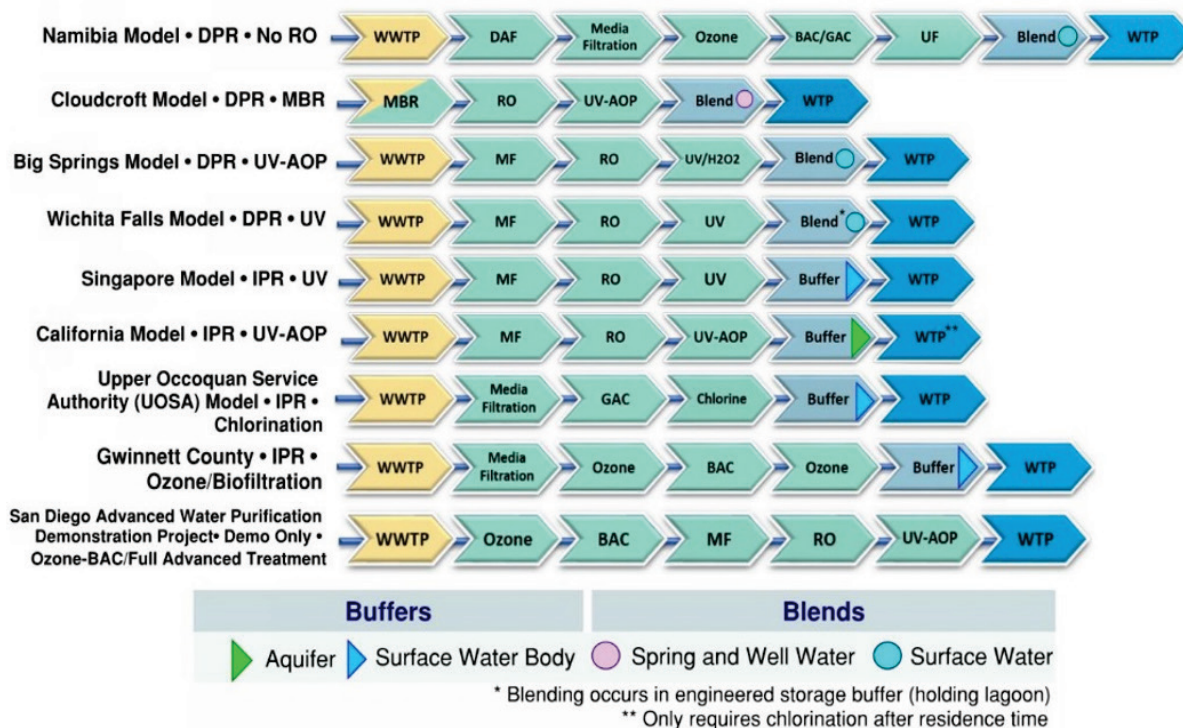 Namibia Model • DPR • No RO
WWTP
DAF
Media
Filtration
Ozone
BAC/GAC
UF
Blend
WTP
Cloudcroft Model • DPR • MBR
MBR
RO
UV-AOP
Blend
WTP
Big Springs Model • DPR • UV-AOP
WWTP
MF
RO
UV/H2O2
Blend
WTP
Wichita Falls Model • DPR • UV
WWTP
MF
RO
UV
Blend*
WTP
Singapore Model • IPR • UV
WWTP
MF
RO
UV
Buffer
WTP
California Model • IPR • UV-AOP
WWTP
MF
RO
UV-AOP
Buffer
WTP**
Upper Occoquan Service
Authority (UOSA) Model • IPR •
Chlorination
WWTP
Media
Filtration
GAC
Chlorine
Buffer
WTP
Gwinnett County • IPR •
Ozone/Biofiltration
WWTP
Media
Filtration
Ozone
BAC
Ozone
Buffer
WTP
San Diego Advanced Water Purification
Demonstration Project• Demo Only •
Ozone-BAC/Full Advanced Treatment
WWTP
Ozone
BAC
MF
RO
UV-AOP
WTP
Buffers
Blends
Aquifer
Surface Water Body
Spring and Well Water
Surface Water
* Blending occurs in engineered storage buffer (holding lagoon)
** Only requires chlorination after residence time